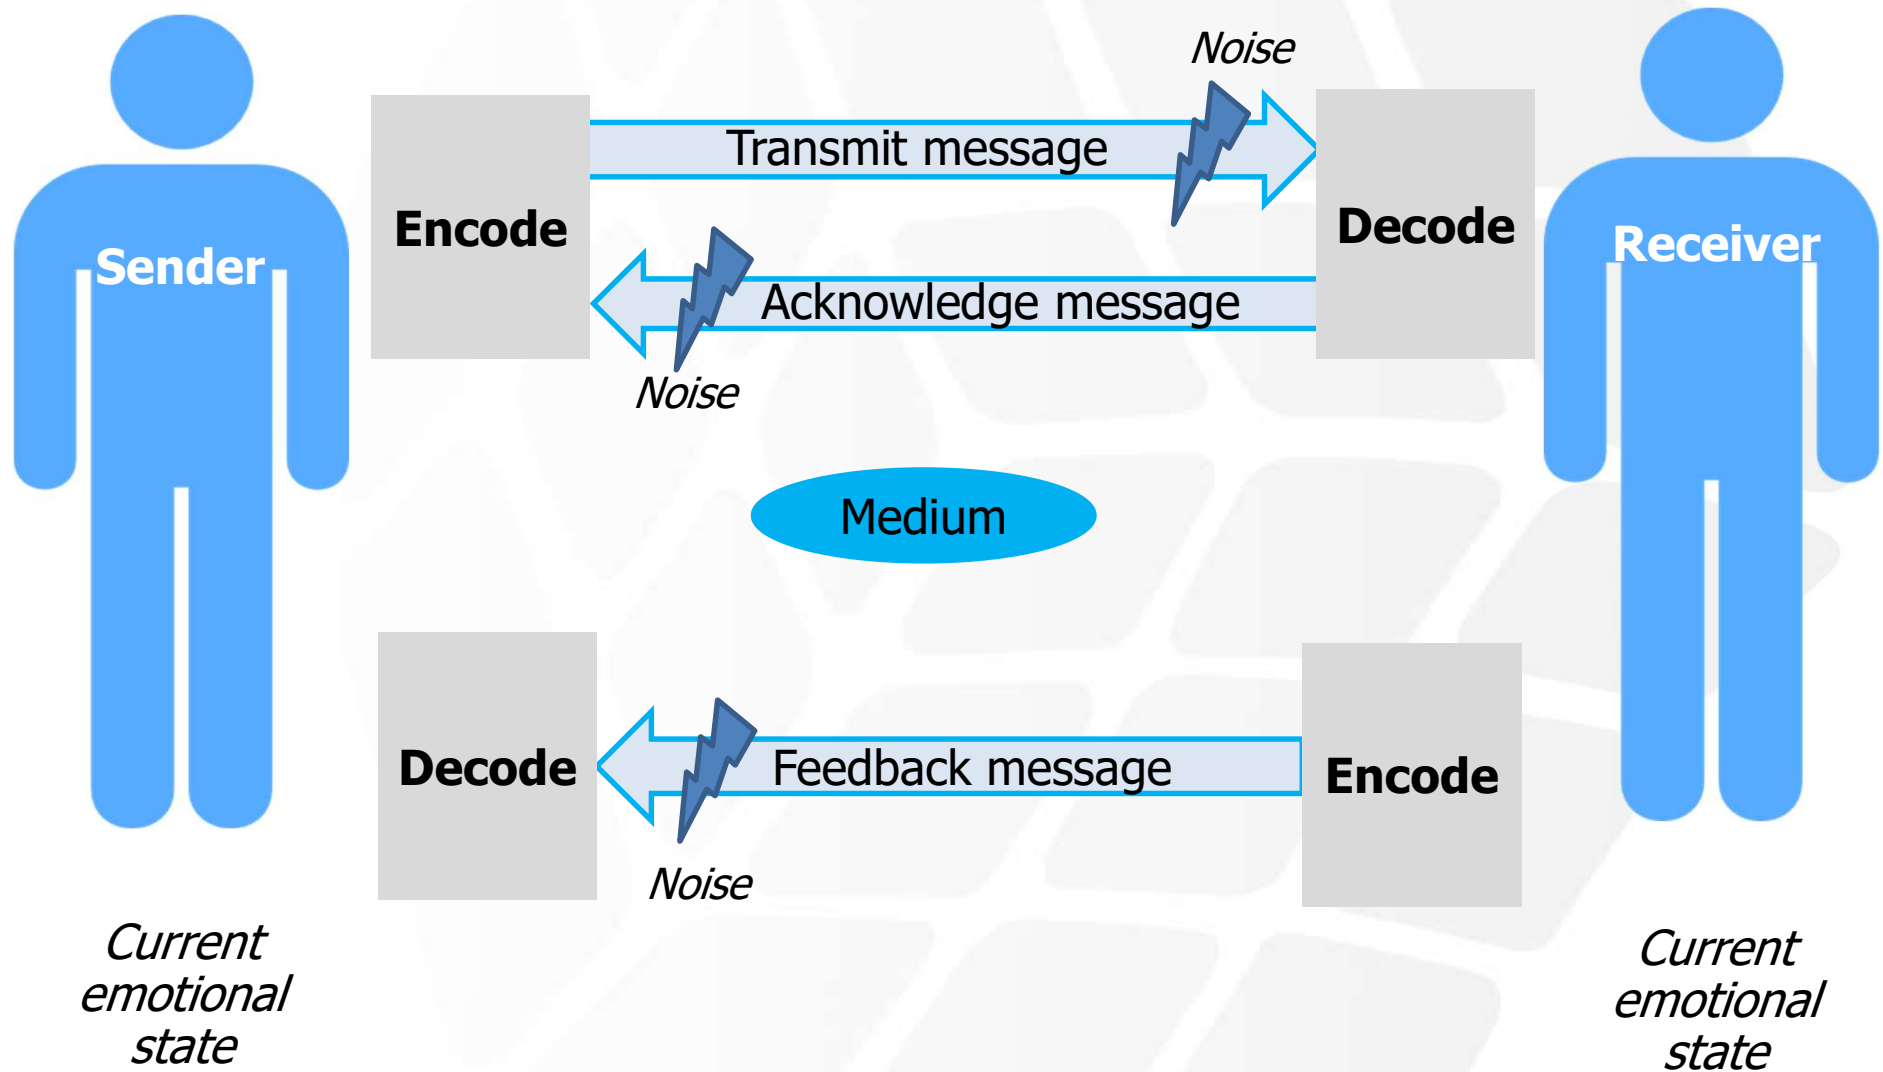 Noise
Transmit message
Encode
Decode
Sender
Receiver
Acknowledge message
Noise
Medium
Decode
Feedback message
Encode
Noise
Current
emotional
state
Current
emotional
state